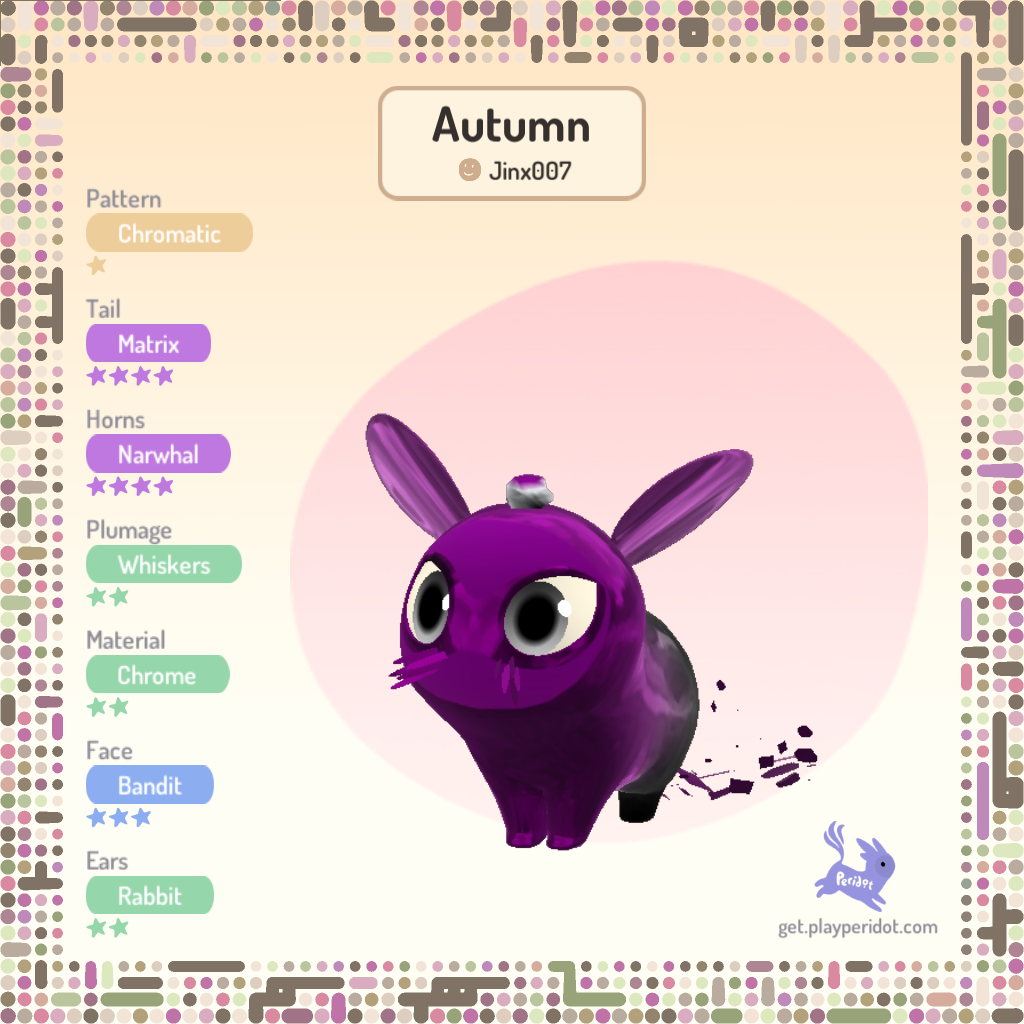 Autumn
Jinx007
Pattern
Chromatic
Tail
Matrix
Horns
Narwhal
Plumage
Whiskers
Material
Chrome
Face
Bandit
Ears
Rabbit
Peridot
get.playperidot.com